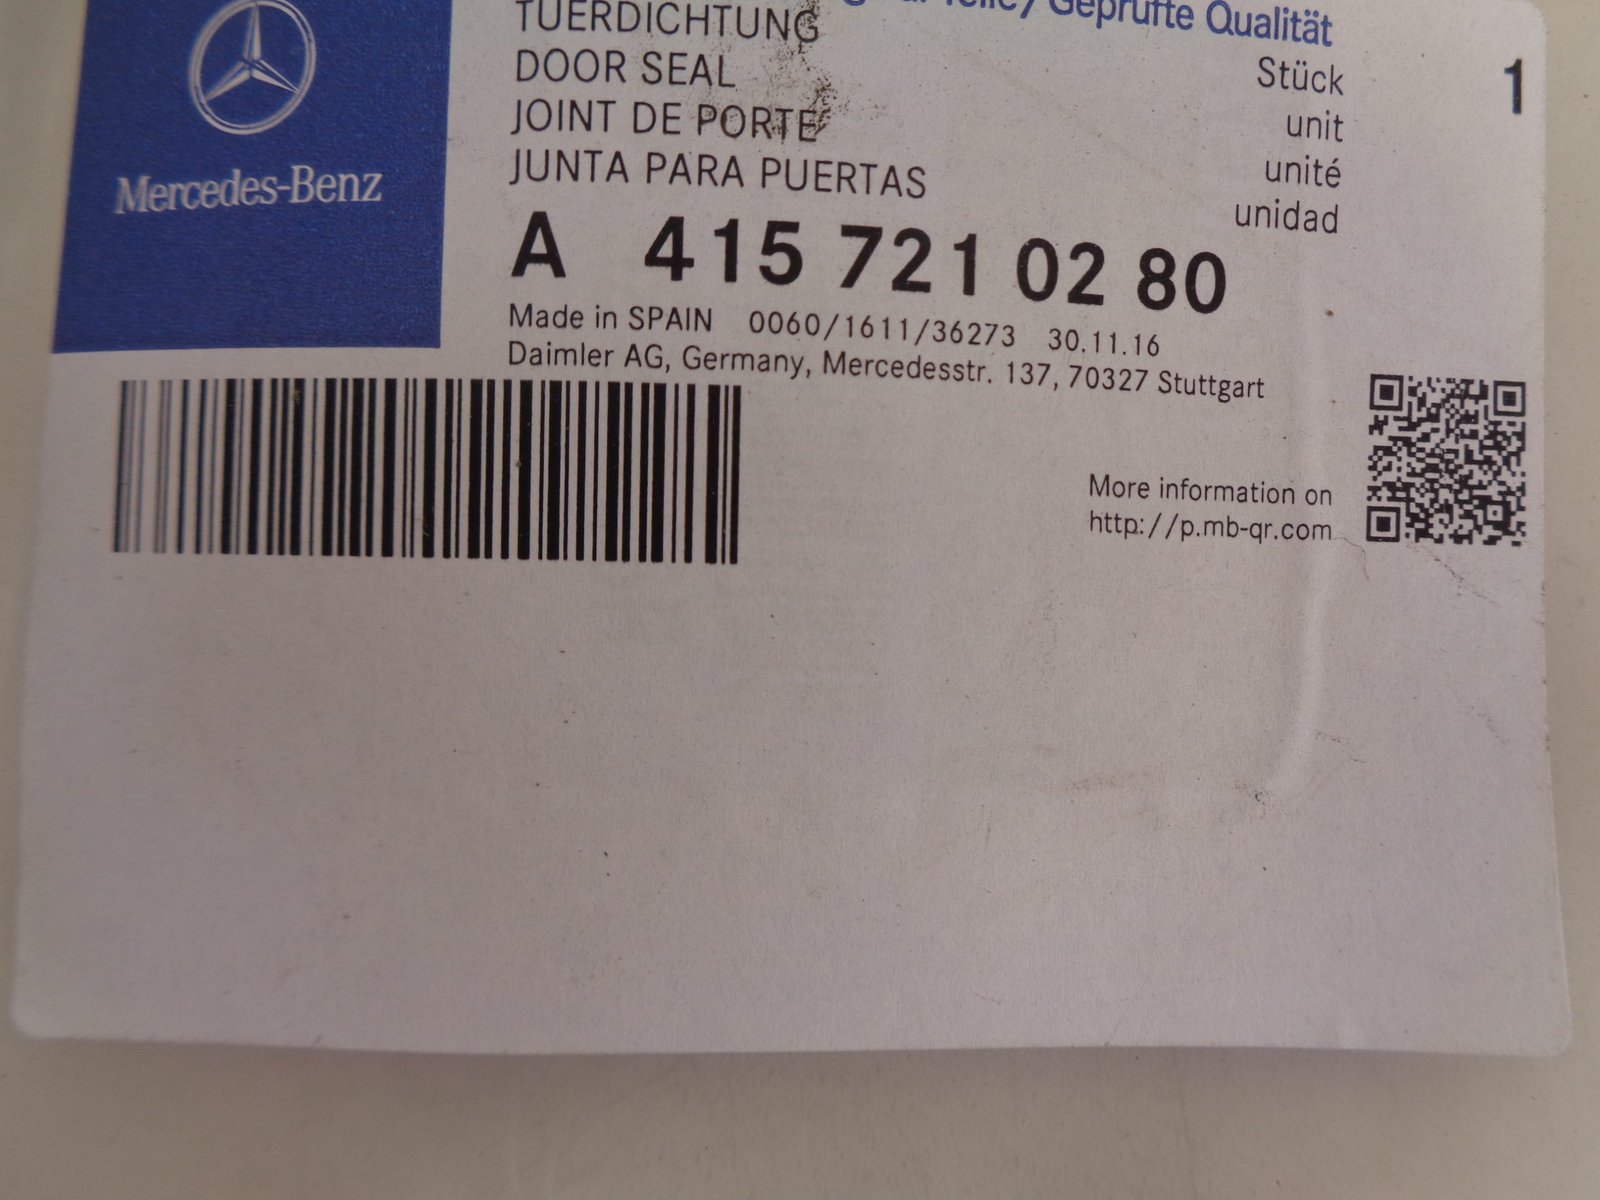 Geprüfte Qualität
TUERDICHTUNG
DOOR SEAL
JOINT DE PORTE
JUNTA PARA PUERTAS
Stück
unit
unité
unidad
1
Mercedes-Benz
A 415 721 02 80
Made in SPAIN 0060/1611/36273 30.11.16
Daimler AG, Germany, Mercedesstr. 137, 70327 Stuttgart
More information on
http://p.mb-qr.com